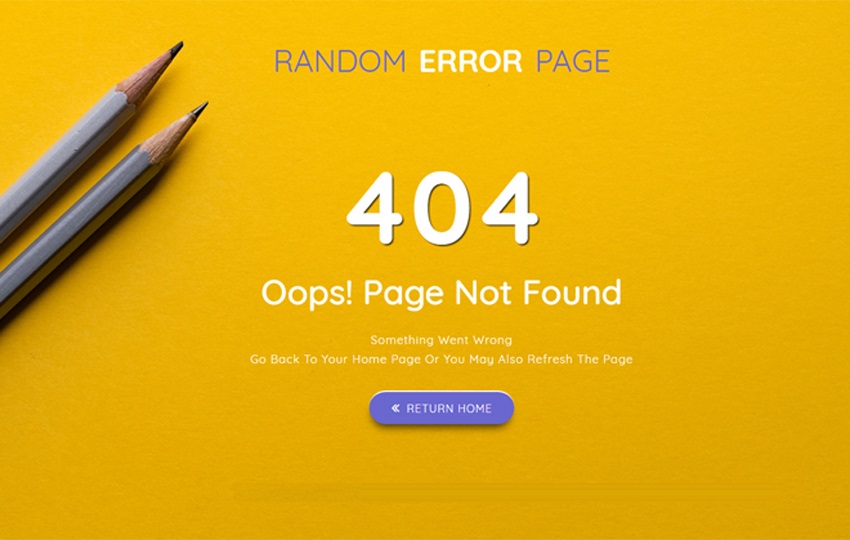 RANDOM ERROR PAGE
404
Oops! Page Not Found
Something Went Wrong
Go Back To Your Home Page Or You May Also Refresh The Page
« RETURN HOME